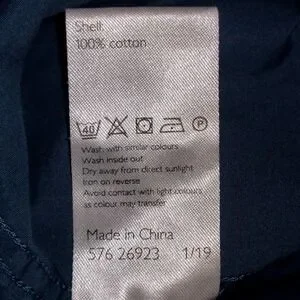 Shell:
100% cotton
40 P
Wash with similar colours
Wash inside out
Dry away from direct sunlight
Icon on reverse
Avoid contact with light colours
as colour may transfer
Made in China
576 26923 1/19